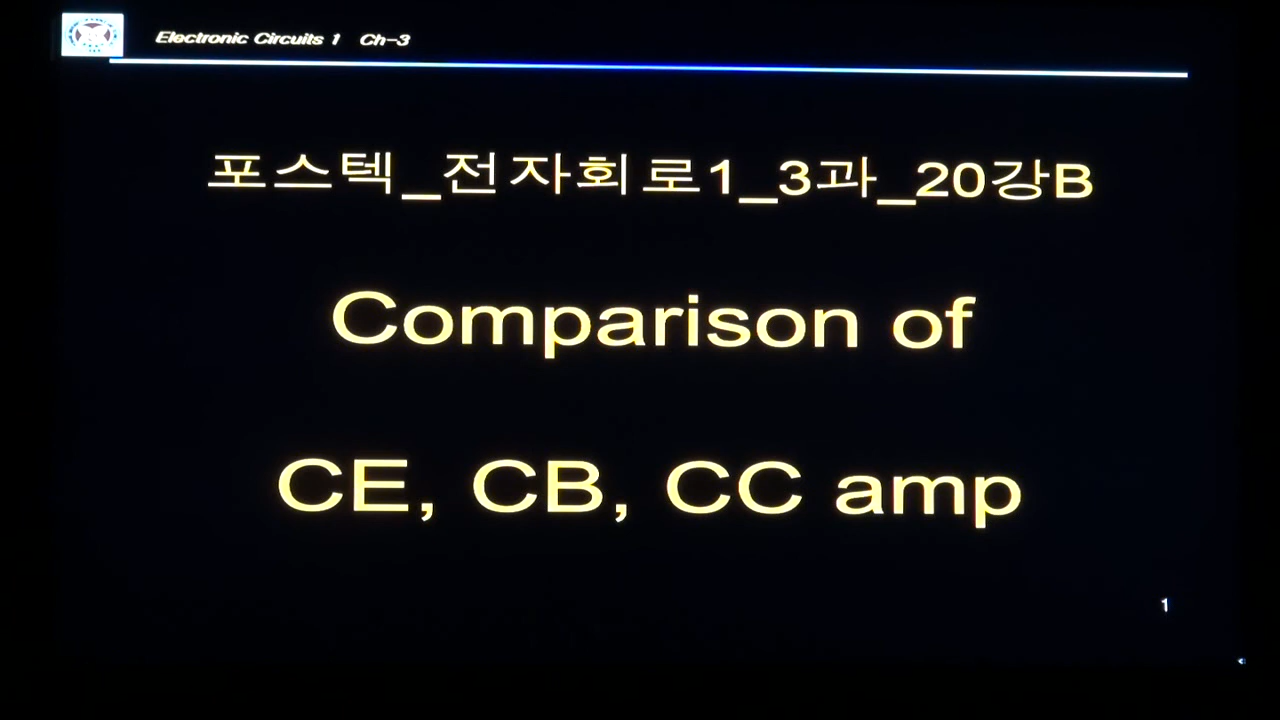 Electronic Circuits 1 Ch-3
포스텍_전자회로1_3과_20강B
Comparison of
CE, CB, CC amp
1